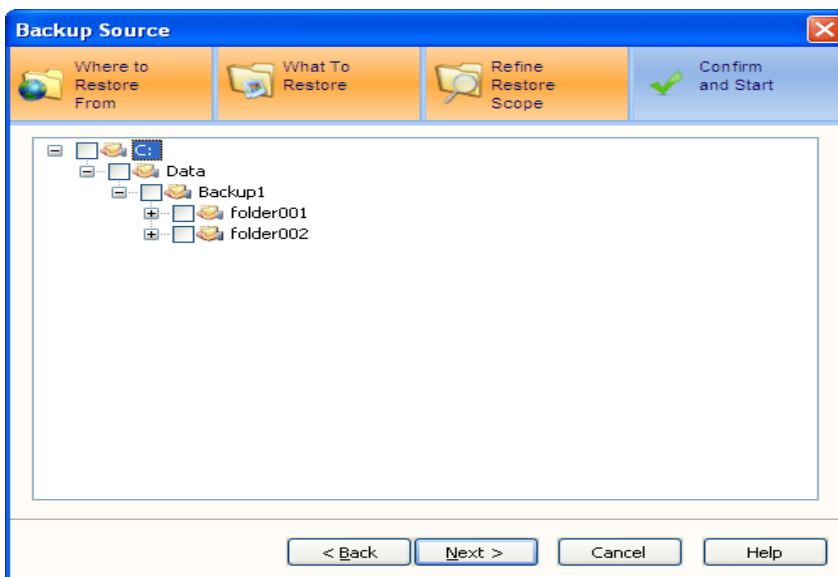 Backup Source
Where to
Restore
From
What To
Restore
Refine
Restore
Scope
Confirm
and Start
C:
Data
Backup1
folder001
folder002
< Back
Next >
Cancel
Help